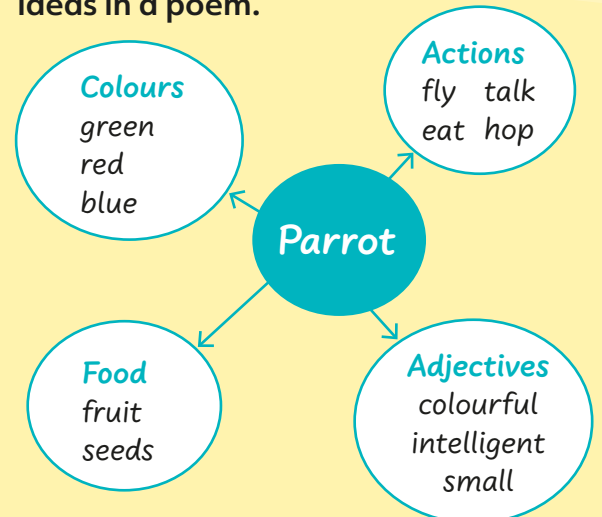 ideas in a poem.
Colours
green
red
blue
Actions
fly talk
eat hop
Parrot
Food
fruit
seeds
Adjectives
colourful
intelligent
small